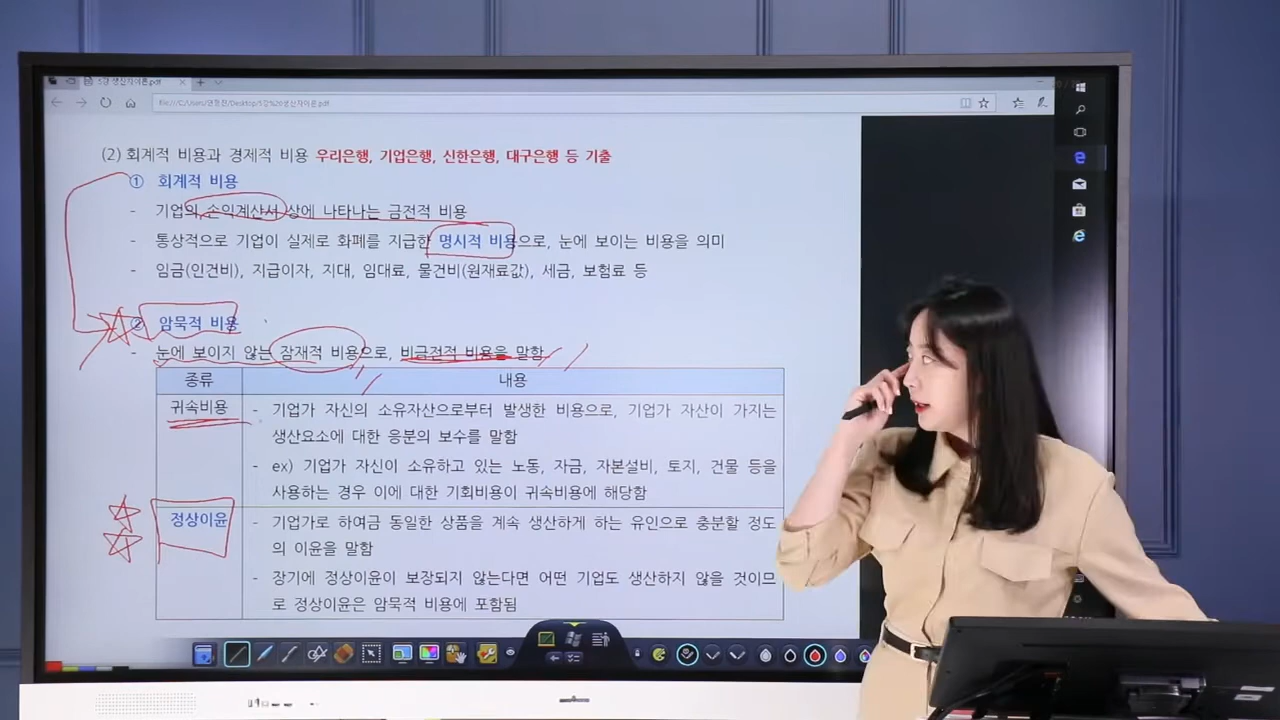 5강 생산자이론.pdf
(2) 회계적 비용과 경제적 비용 우리은행, 기업은행, 신한은행, 대구은행 등 기출
① 회계적 비용
- 기업의 손익계산서 상에 나타나는 금전적 비용
- 통상적으로 기업이 실제로 화폐를 지급한 명시적 비용으로, 눈에 보이는 비용을 의미
- 임금(인건비), 지급이자, 지대, 임대료, 물건비(원재료값), 세금, 보험료 등
② 암묵적 비용
- 눈에 보이지 않는 잠재적 비용으로, 비금전적 비용을 말함
종류 내용
귀속비용 - 기업가 자신의 소유자산으로부터 발생한 비용으로, 기업가 자산이 가지는
생산요소에 대한 응분의 보수를 말함
- ex) 기업가 자신이 소유하고 있는 노동, 자금, 자본설비, 토지, 건물 등을
사용하는 경우 이에 대한 기회비용이 귀속비용에 해당함
정상이윤 - 기업가로 하여금 동일한 상품을 계속 생산하게 하는 유인으로 충분할 정도
의 이윤을 말함
- 장기에 정상이윤이 보장되지 않는다면 어떤 기업도 생산하지 않을 것이므
로 정상이윤은 암묵적 비용에 포함됨